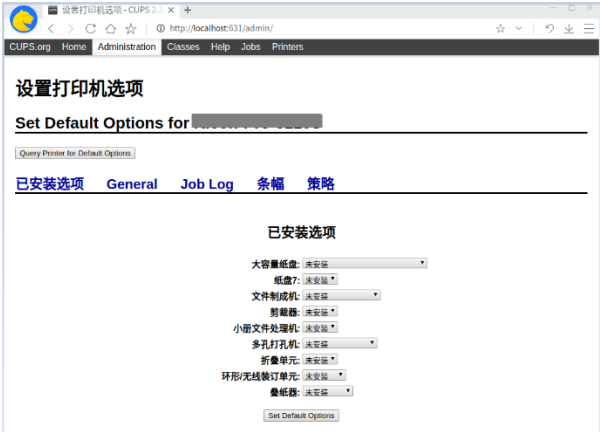 设置打印机选项 - CUPS 2.3.
http://localhost:631/admin/
CUPS.org Home Administration Classes Help Jobs Printers
设置打印机选项
Set Default Options for
Query Printer for Default Options
已安装选项 General Job Log 条幅 策略
已安装选项
大容量纸盘: 未安装
纸盘7: 未安装
文件制成机: 未安装
剪裁器: 未安装
小册文件处理机: 未安装
多孔打孔机: 未安装
折叠单元: 未安装
环形/无线装订单元: 未安装
叠纸器: 未安装
Set Default Options